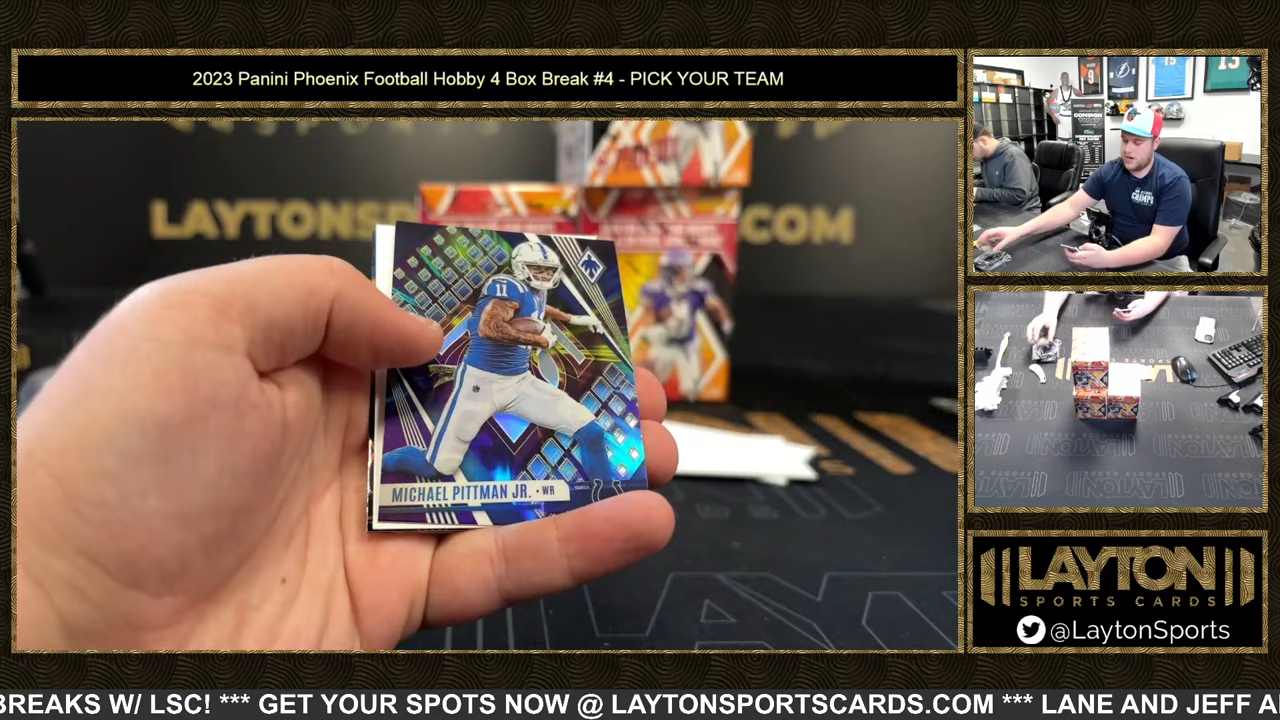 2023 Panini Phoenix Football Hobby 4 Box Break #4 - PICK YOUR TEAM
LAYTONSP
COM
11
MICHAEL PITTMAN JR. • WR
CONSIGN
LAYTON
SPORTS CARDS
@LaytonSports
BREAKS W/ LSC! *** GET YOUR SPOTS NOW @ LAYTONSPORTSCARDS.COM *** LANE AND JEFF A